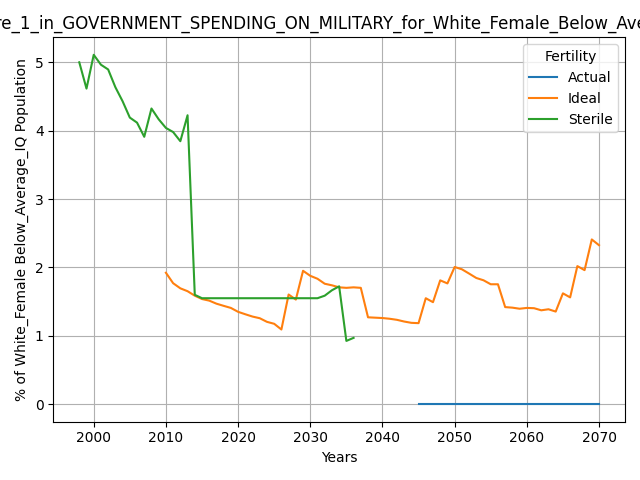 re_1_in_GOVERNMENT_SPENDING_ON_MILITARY_for_White_Female_Below_Ave
Fertility
Actual
Ideal
Sterile
% of White_Female Below_Average_IQ Population
5
4
3
2
1
0
2000 2010 2020 2030 2040 2050 2060 2070
Years